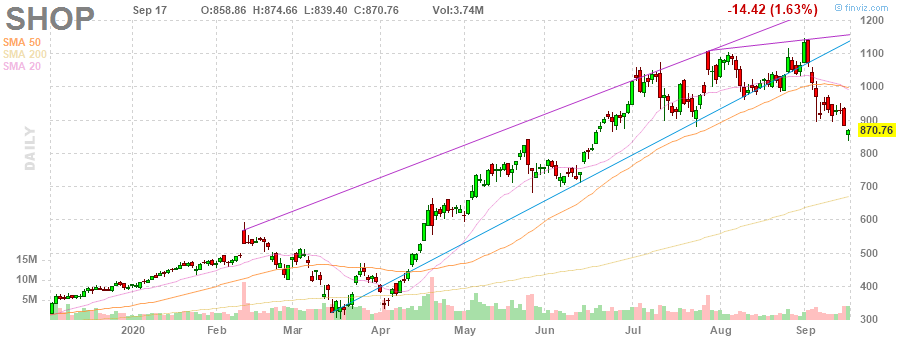 SHOP Sep 17 O:858.86 H:874.66 L:839.40 C:870.76 Vol:3.74M -14.42 (1.63%)
© finviz.com
SMA 50
SMA 200
SMA 20
DAILY
1200
1100
1000
900
870.76
800
700
600
500
400
300
15M
10M
5M
2020 Feb Mar Apr May Jun Jul Aug Sep